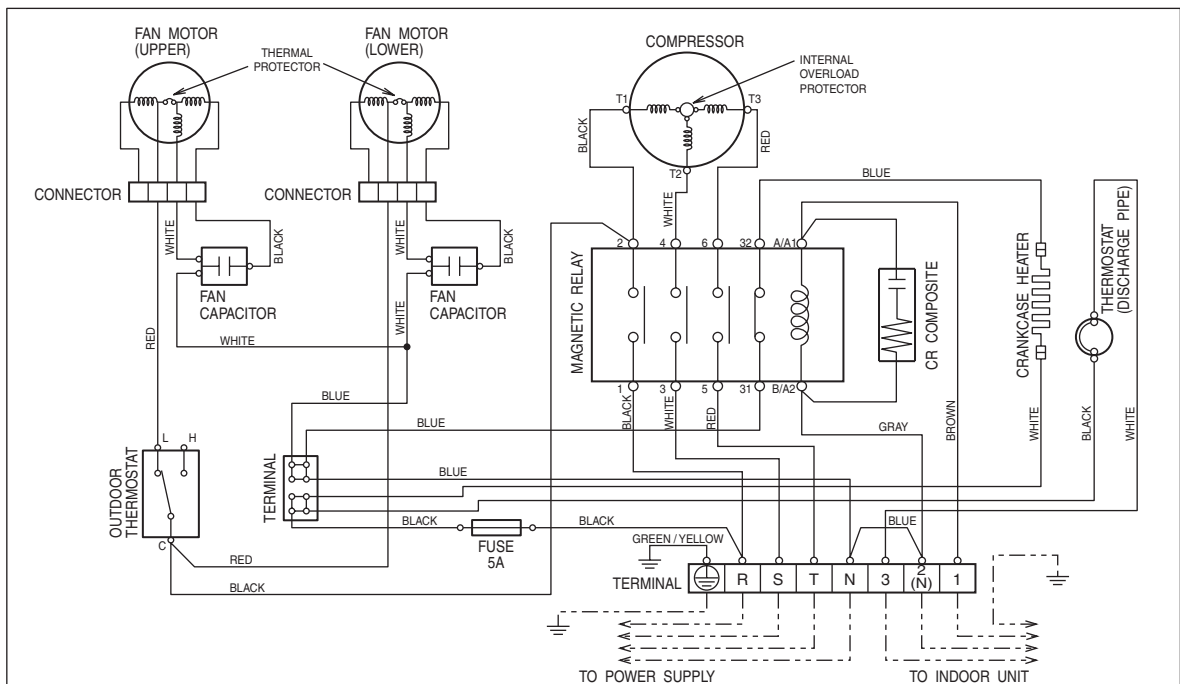 FAN MOTOR
(UPPER)
THERMAL
PROTECTOR
FAN MOTOR
(LOWER)
COMPRESSOR
INTERNAL
OVERLOAD
PROTECTOR
T1
T3
T2
BLACK
RED
WHITE
BLUE
CONNECTOR
CONNECTOR
WHITE
BLACK
WHITE
BLACK
FAN
CAPACITOR
FAN
CAPACITOR
RED
WHITE
WHITE
BLUE
2
4
6
32
A/A1
MAGNETIC RELAY
CR COMPOSITE
CRANKCASE HEATER
THERMOSTAT
(DISCHARGE PIPE)
1
3
5
31
B/A2
BLACK
WHITE
RED
GRAY
BROWN
WHITE
BLACK
WHITE
L
H
OUTDOOR
THERMOSTAT
C
TERMINAL
BLUE
BLUE
BLACK
FUSE
5A
BLACK
BLUE
GREEN / YELLOW
RED
BLACK
TERMINAL
R
S
T
N
3
2
(N)
1
TO POWER SUPPLY
TO INDOOR UNIT